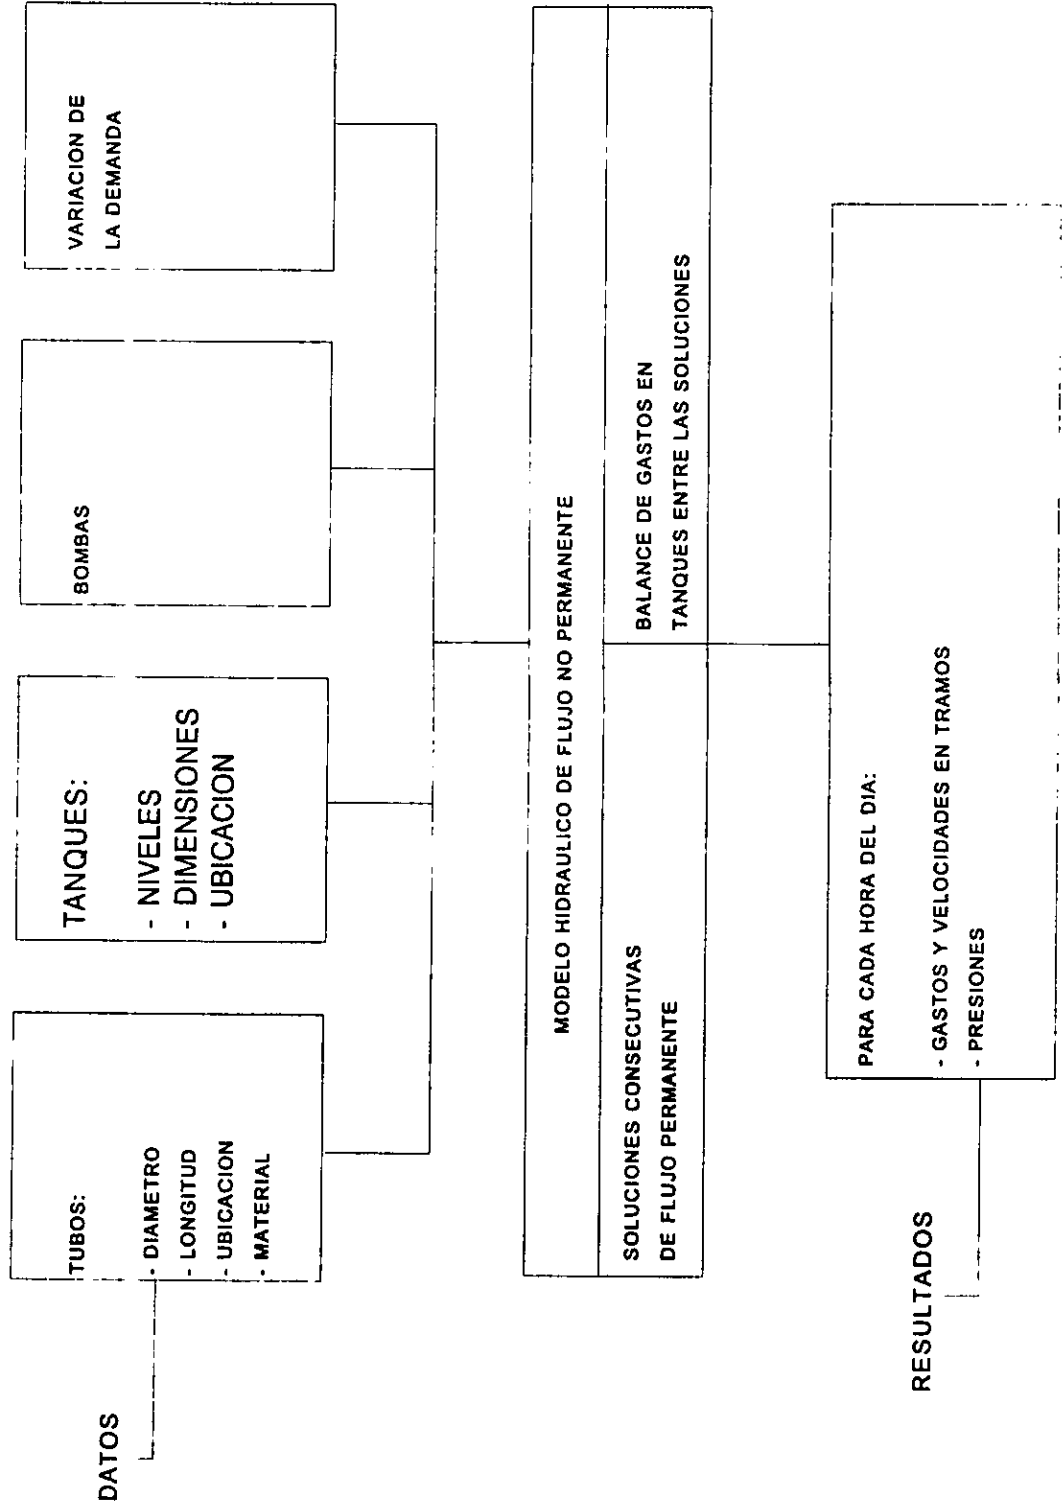 DATOS
TUBOS:
- DIAMETRO
- LONGITUD
- UBICACION
- MATERIAL
TANQUES:
- NIVELES
- DIMENSIONES
- UBICACION
BOMBAS
VARIACION DE
LA DEMANDA
MODELO HIDRAULICO DE FLUJO NO PERMANENTE
SOLUCIONES CONSECUTIVAS
DE FLUJO PERMANENTE
BALANCE DE GASTOS EN
TANQUES ENTRE LAS SOLUCIONES
RESULTADOS
PARA CADA HORA DEL DIA:
- GASTOS Y VELOCIDADES EN TRAMOS
- PRESIONES